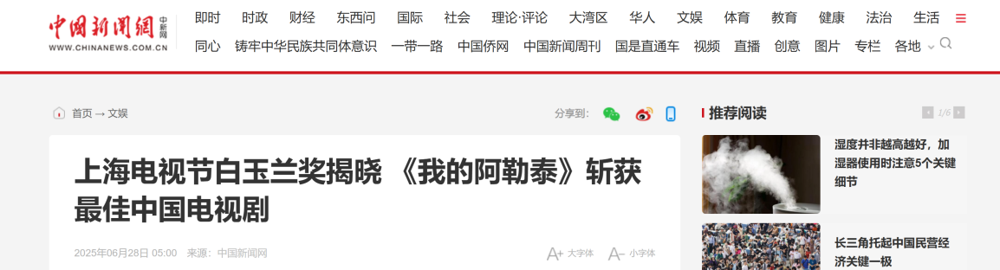 中國新聞網
中新网
WWW.CHINANEWS.COM.CN
即时 时政 财经 东西问 国际 社会 理论·评论 大湾区 华人 文娱 体育 教育 健康 法治 生活
同心 铸牢中华民族共同体意识 一带一路 中国侨网 中国新闻周刊 国是直通车 视频 直播 创意 图片 专栏 各地
首页 → 文娱
分享到：
上海电视节白玉兰奖揭晓 《我的阿勒泰》斩获
最佳中国电视剧
2025年06月28日 05:00 来源：中国新闻网
A+ 大字体 A- 小字体
推荐阅读
1/6
湿度并非越高越好，加
湿器使用时注意5个关键
细节
长三角托起中国民营经
济关键一极